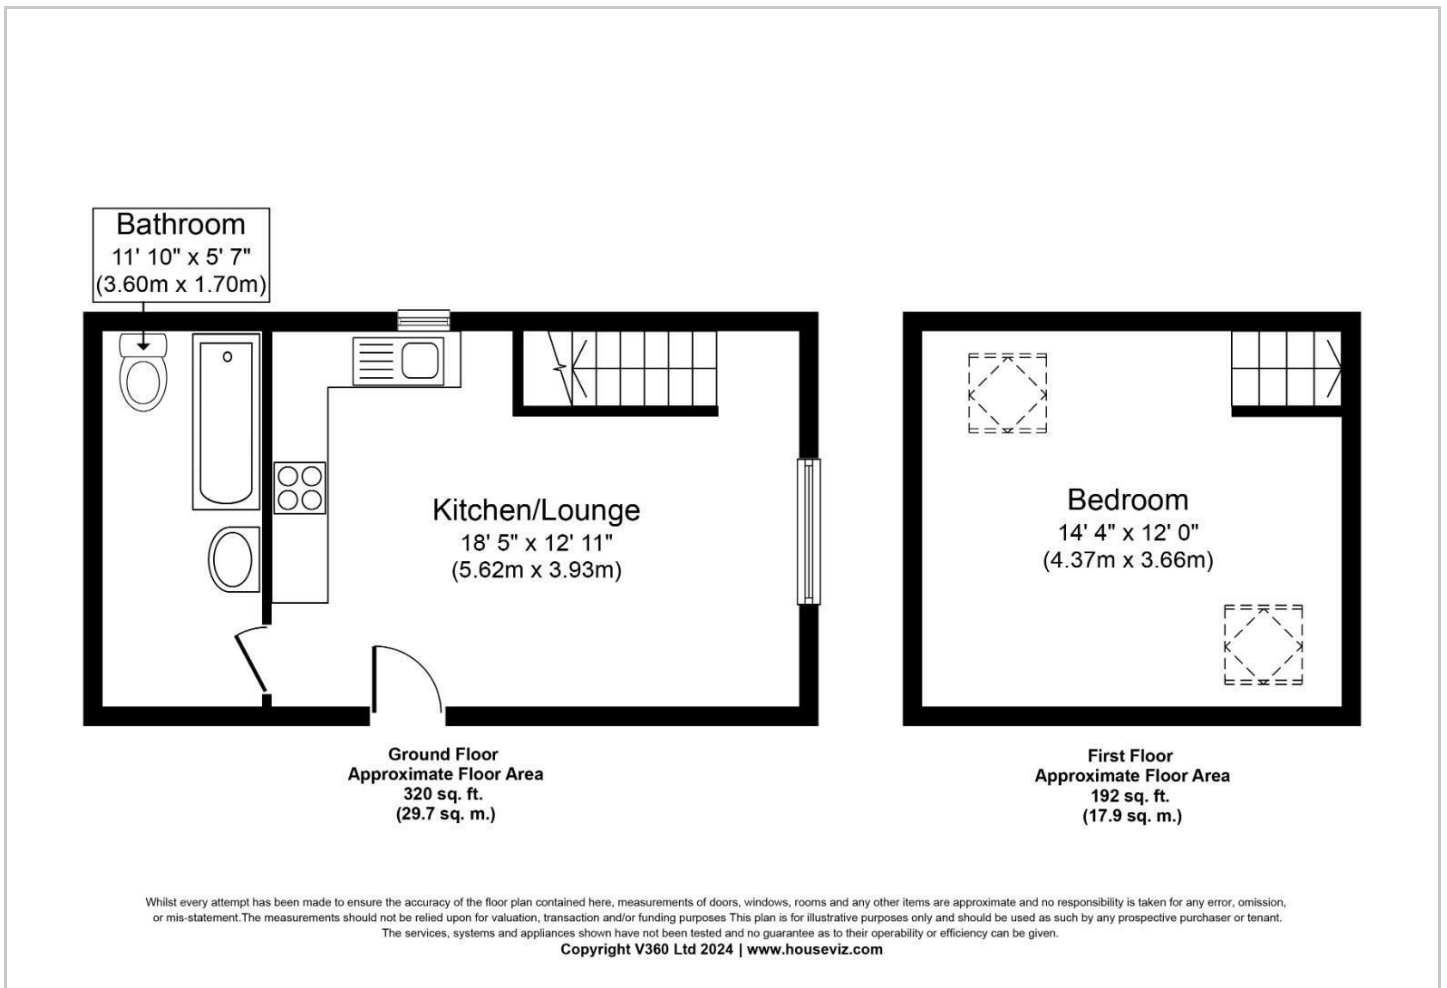 Bathroom
11' 10" x 5' 7"
(3.60m x 1.70m)
Kitchen/Lounge
18' 5" x 12' 11"
(5.62m x 3.93m)
Bedroom
14' 4" x 12' 0"
(4.37m x 3.66m)
Ground Floor
Approximate Floor Area
320 sq. ft.
(29.7 sq. m.)
First Floor
Approximate Floor Area
192 sq. ft.
(17.9 sq. m.)
Whilst every attempt has been made to ensure the accuracy of the floor plan contained here, measurements of doors, windows, rooms and any other items are approximate and no responsibility is taken for any error, omission,
or mis-statement.The measurements should not be relied upon for valuation, transaction and/or funding purposes This plan is for illustrative purposes only and should be used as such by any prospective purchaser or tenant.
The services, systems and appliances shown have not been tested and no guarantee as to their operability or efficiency can be given.
Copyright V360 Ltd 2024 | www.houseviz.com